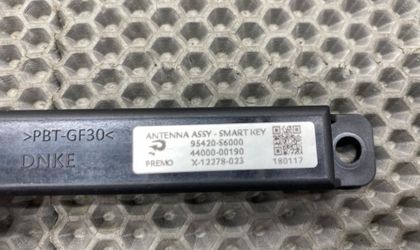 >PBT-GF30<
DNKE
ANTENNA ASSY - SMART KEY
95420-S6000
44000-00190
PREMO X-12278-023 180117